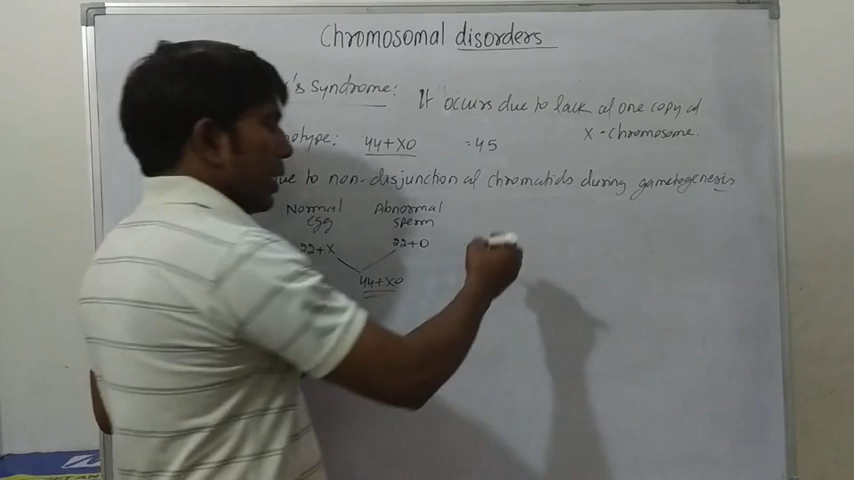 Chromosomal disorders
's Syndrome: It occurs due to lack of one copy of
X-chromosome.
otype: 44+XO =45
ue to non-disjunction of chromatids during gametogenesis
Normal Abnormal
Egg sperm
22+X 22+O
44+XO